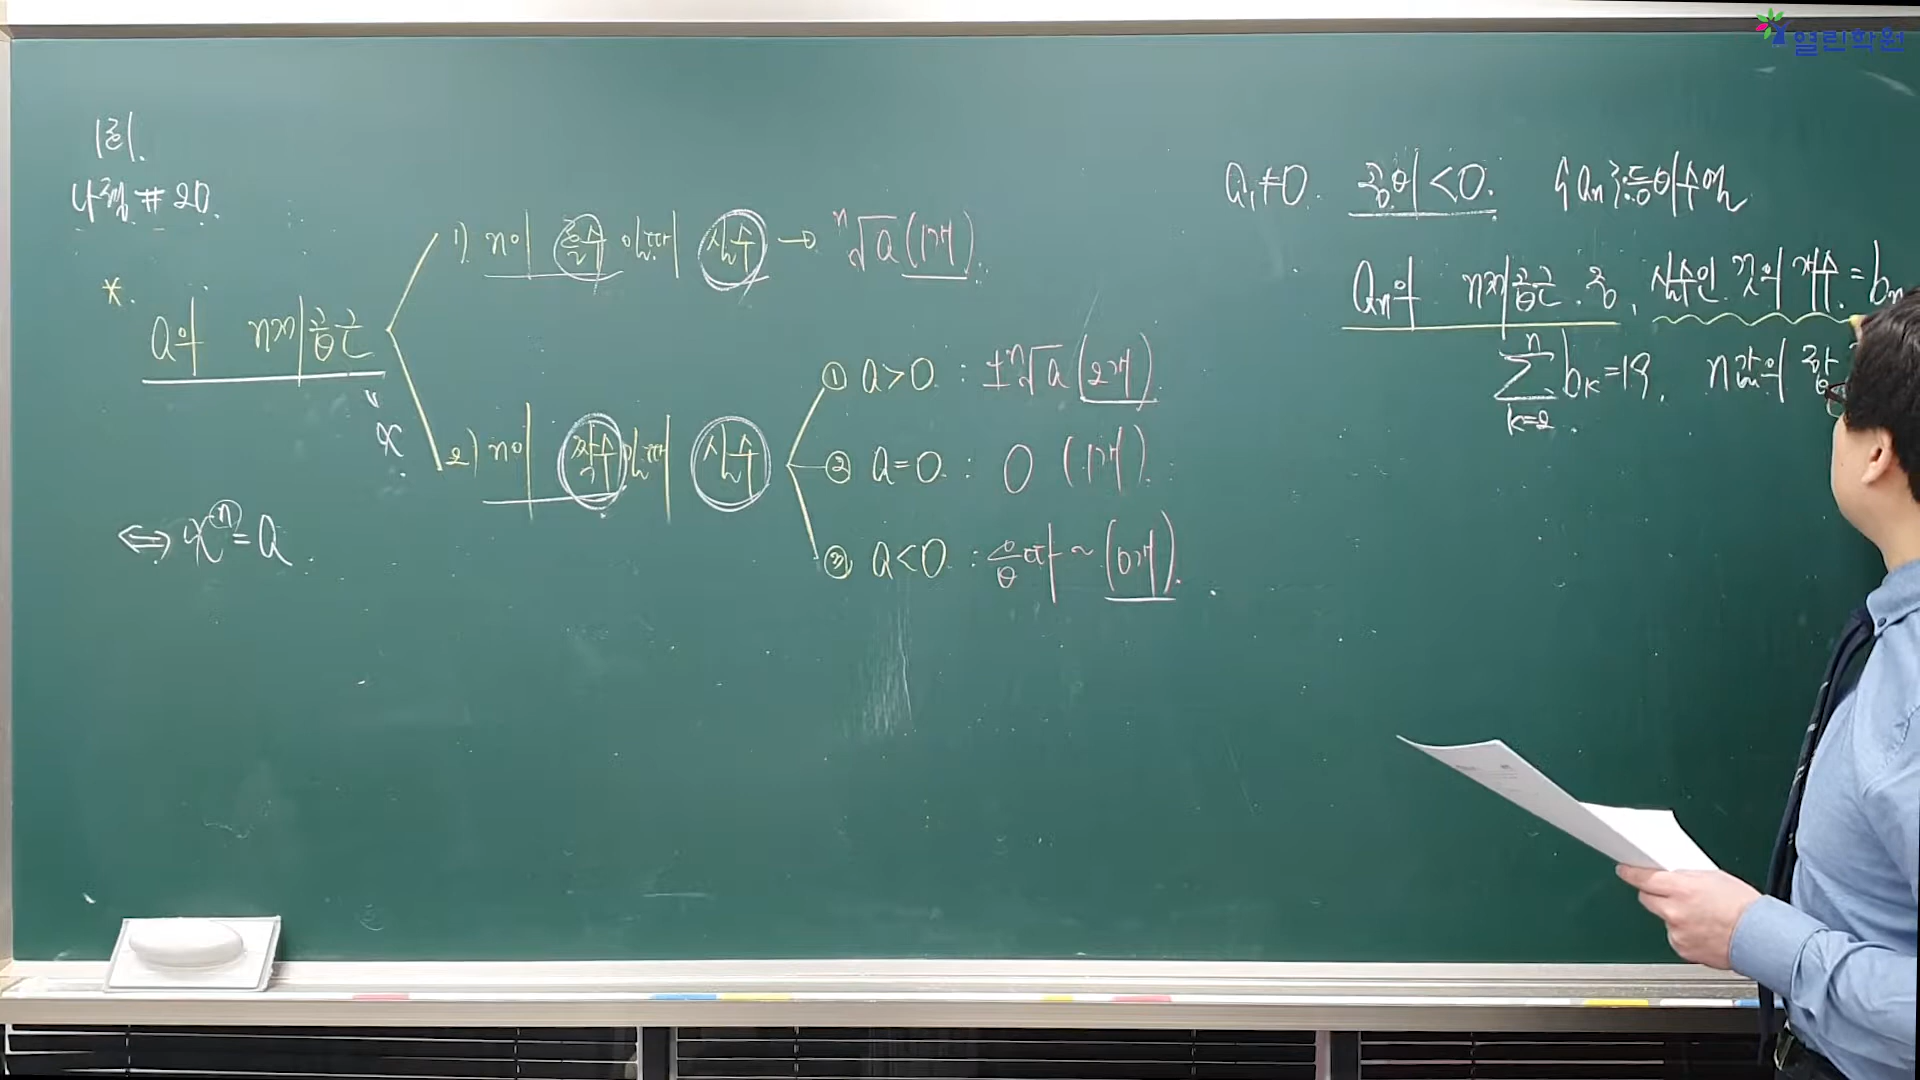 열린학원
1회.
나형 # 20.
*.
a의 n제곱근
x
⇔ xⁿ = a
1) n이 홀수일때 실수 → ⁿ√a (1개).
2) n이 짝수일때 실수
① a>0 : ±ⁿ√a (2개)
② a=0 : 0 (1개).
③ a<0 : (0개).
a₁≠0. 공비<0. {aₙ}:등비수열
aₙ의 n제곱근 중, 실수인 것의 개수 = bₙ
∑ⁿₖ₌₂ bₖ=19. n값의 합